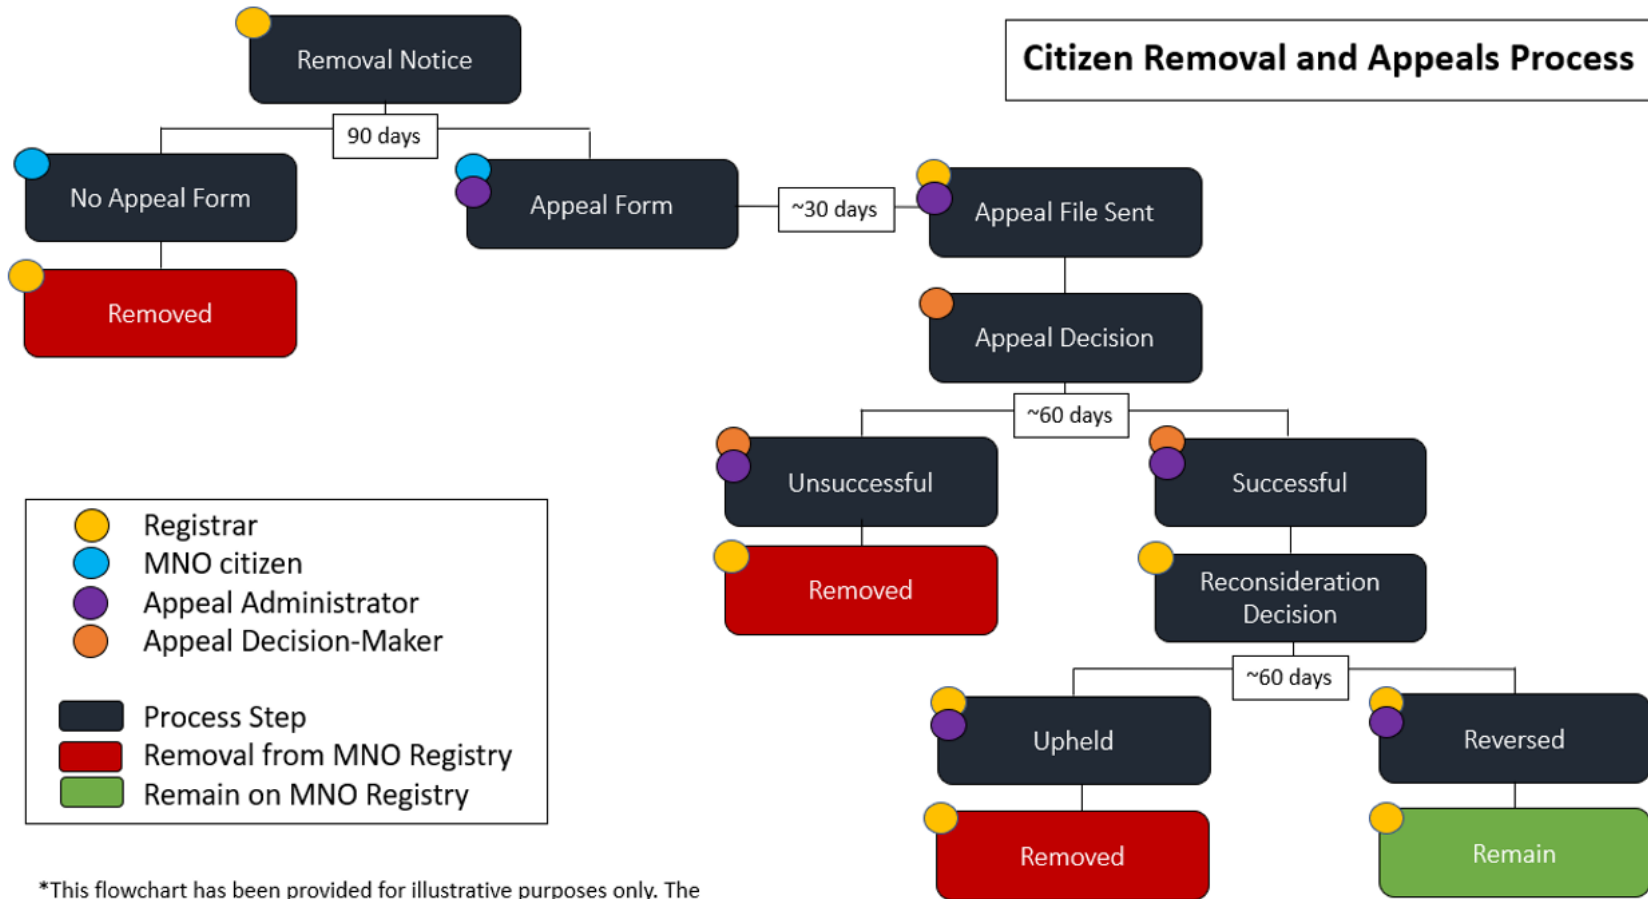 Citizen Removal and Appeals Process
Removal Notice
90 days
No Appeal Form
Appeal Form
~30 days
Appeal File Sent
Removed
Appeal Decision
~60 days
Unsuccessful
Successful
Removed
Reconsideration
Decision
~60 days
Upheld
Reversed
Removed
Remain
Registrar
MNO citizen
Appeal Administrator
Appeal Decision-Maker
Process Step
Removal from MNO Registry
Remain on MNO Registry
*This flowchart has been provided for illustrative purposes only. The